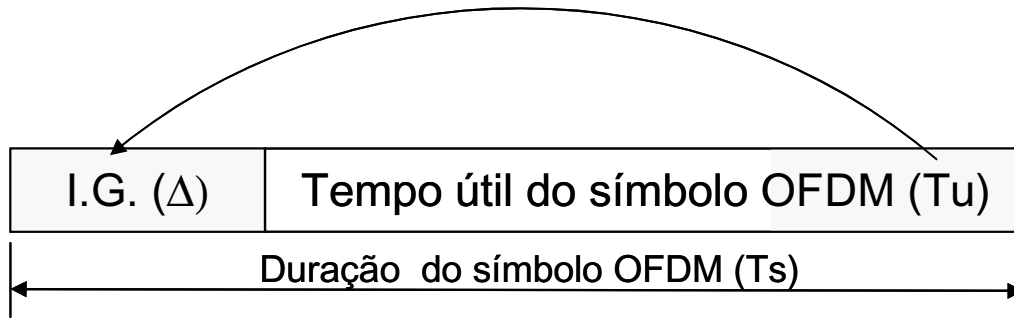 I.G. (Δ) Tempo útil do símbolo OFDM (Tu)
Duração do símbolo OFDM (Ts)